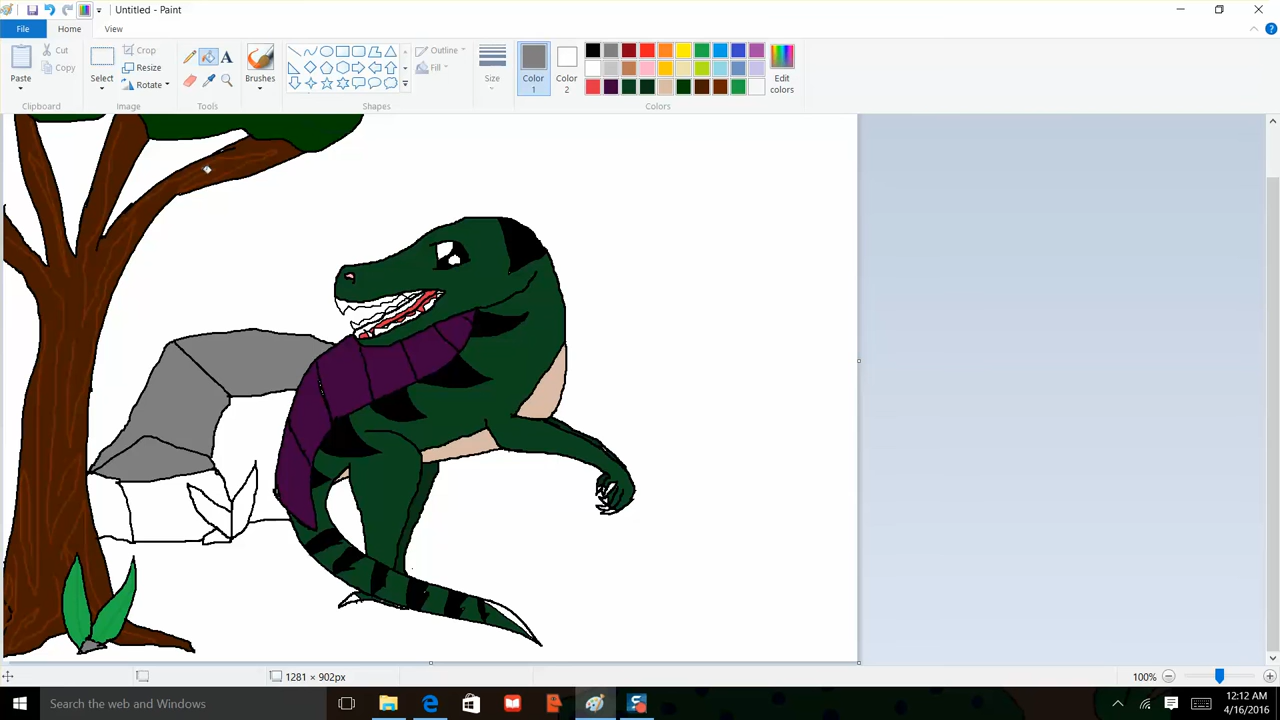 Untitled - Paint
File
Home
View
Paste
Cut
Copy
Clipboard
Select
Crop
Resize
Rotate
Image
A
Tools
Brushes
Shapes
Outline
Fill
Size
Color
1
Color
2
Edit
colors
Colors
1281 × 902px
100%
Search the web and Windows
12:12 AM
4/16/2016